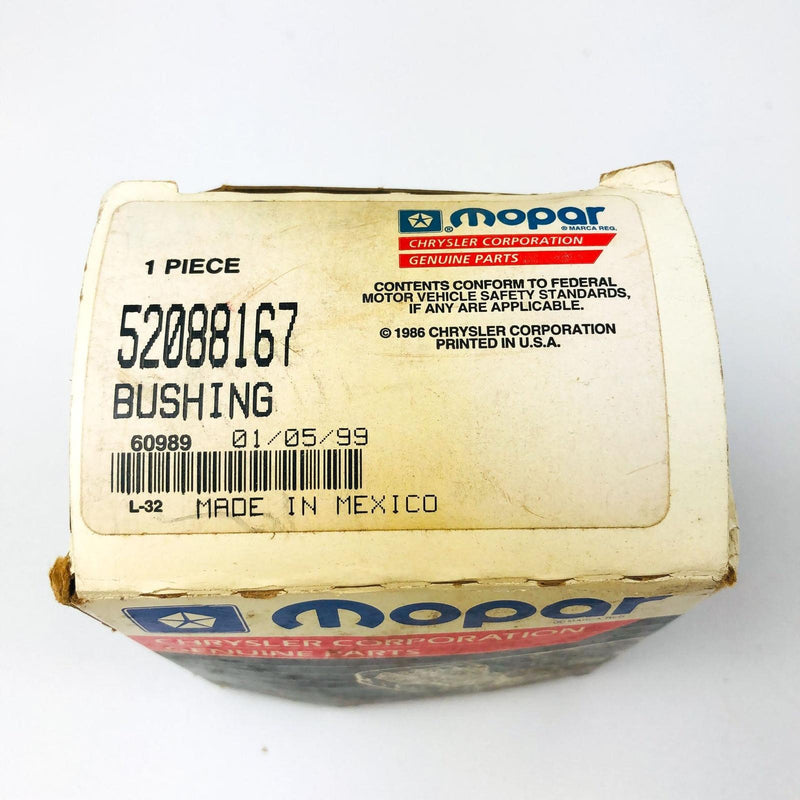 ® mopar
® MARCA REG.
CHRYSLER CORPORATION
GENUINE PARTS
1 PIECE
CONTENTS CONFORM TO FEDERAL
MOTOR VEHICLE SAFETY STANDARDS,
IF ANY ARE APPLICABLE.
© 1986 CHRYSLER CORPORATION
PRINTED IN U.S.A.
52088167
BUSHING
60989 01/05/99
L-32 MADE IN MEXICO
mopar
® MARCA REG.
CHRYSLER CORPORATION
GENUINE PARTS